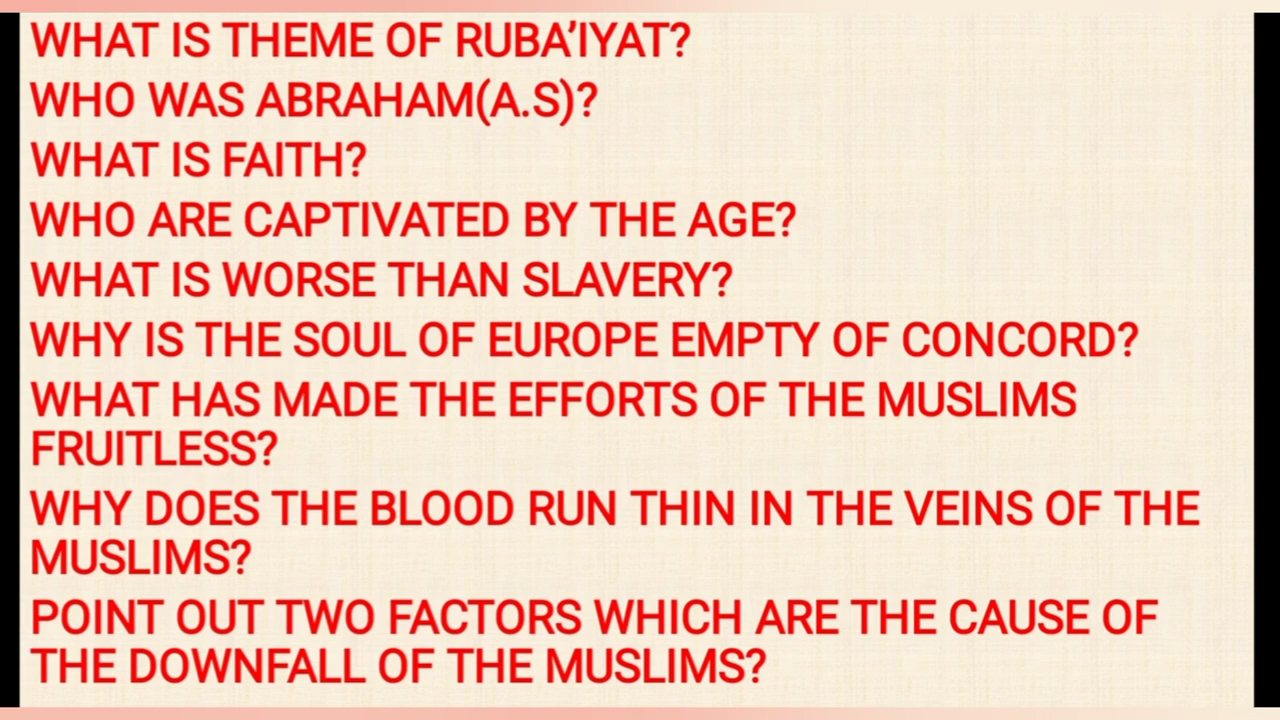 WHAT IS THEME OF RUBA’IYAT?
WHO WAS ABRAHAM(A.S)?
WHAT IS FAITH?
WHO ARE CAPTIVATED BY THE AGE?
WHAT IS WORSE THAN SLAVERY?
WHY IS THE SOUL OF EUROPE EMPTY OF CONCORD?
WHAT HAS MADE THE EFFORTS OF THE MUSLIMS
FRUITLESS?
WHY DOES THE BLOOD RUN THIN IN THE VEINS OF THE
MUSLIMS?
POINT OUT TWO FACTORS WHICH ARE THE CAUSE OF
THE DOWNFALL OF THE MUSLIMS?